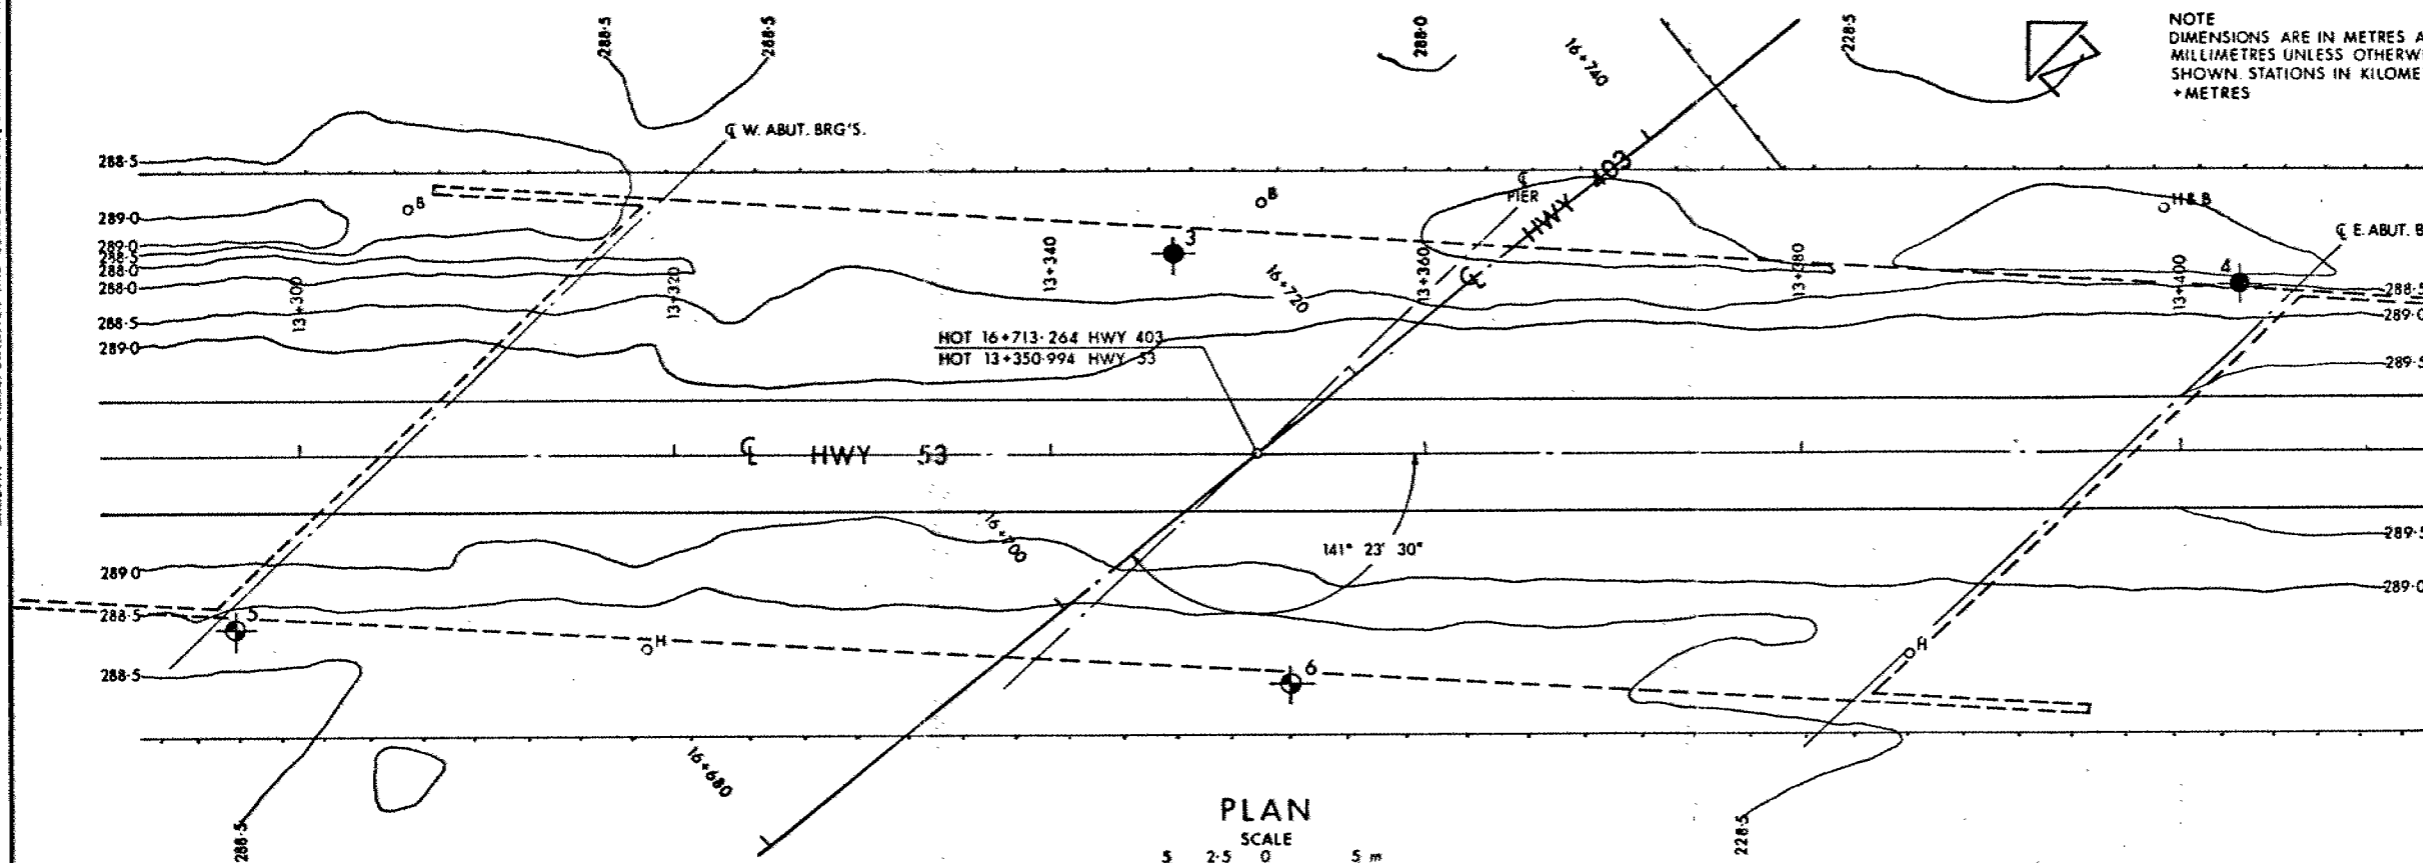 288·5
288·5
288·0
16+740
228·5
NOTE
DIMENSIONS ARE IN METRES
MILLIMETRES UNLESS
SHOWN. STATIONS IN
+METRES
℄ W. ABUT. BRG'S.
288·5
403
℄
PIER
HWY
B
B
H & B
289·0
3
℄ E. ABUT.
289·0
288·5
288·0
288·0
13+300
13+320
13+340
16+720
13+360
℄
13+380
13+400
4
288·5
289·0
288·5
289·0
HOT 16+713·264 HWY 403
HOT 13+350·994 HWY 53
289·5
℄ HWY 53
16+700
141° 23' 30"
289·5
289·0
289·0
288·5
5
H
H
6
288·5
16+680
288·5
PLAN
SCALE
228·5
5 2·5 0 5 m